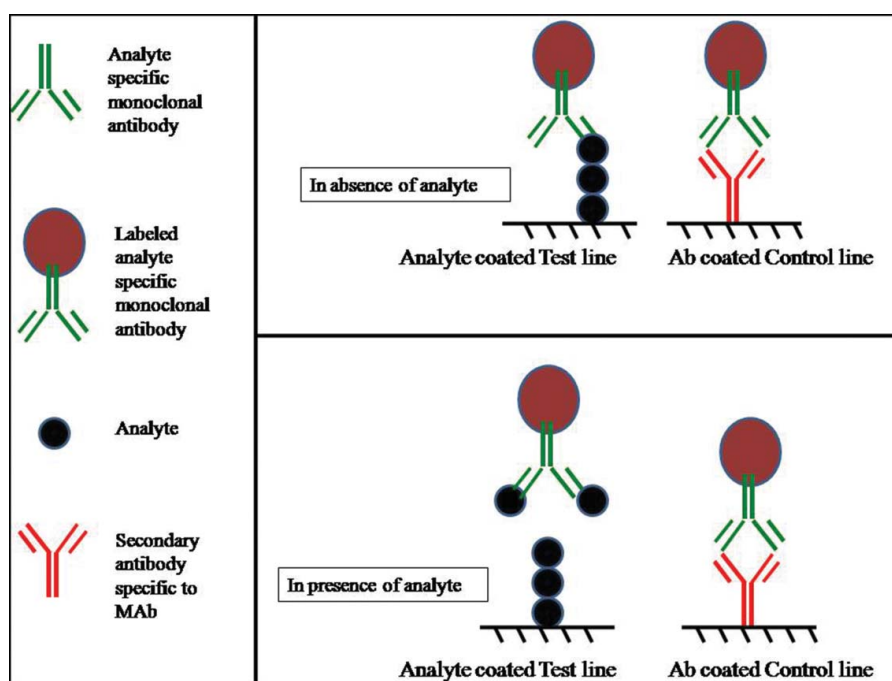 Analyte
specific
monoclonal
antibody
Labeled
analyte
specific
monoclonal
antibody
Analyte
Secondary
antibody
specific to
MAb
In absence of analyte
Analyte coated Test line
Ab coated Control line
In presence of analyte
Analyte coated Test line
Ab coated Control line